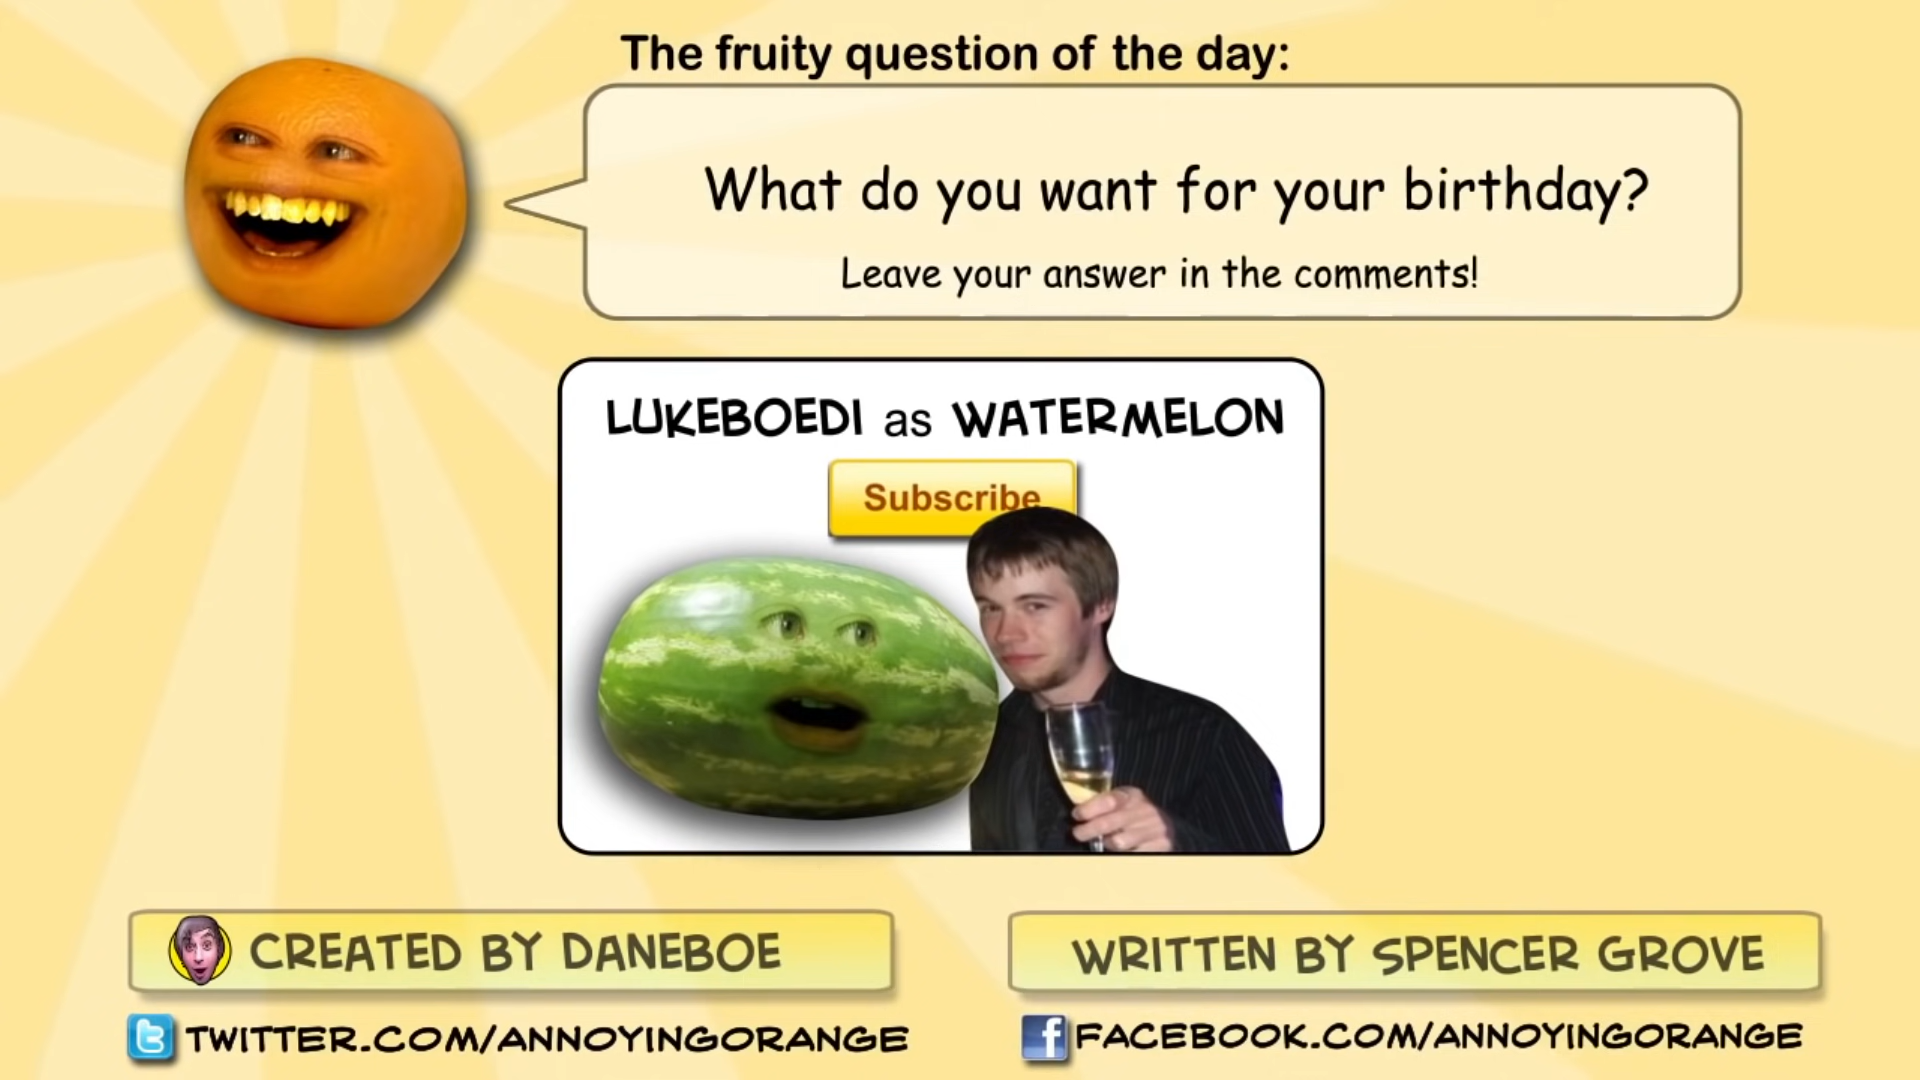 The fruity question of the day:
What do you want for your birthday?
Leave your answer in the comments!
LUKEBOEDI as WATERMELON
Subscribe
CREATED BY DANEBOE
WRITTEN BY SPENCER GROVE
TWITTER.COM/ANNOYINGORANGE
FACEBOOK.COM/ANNOYINGORANGE